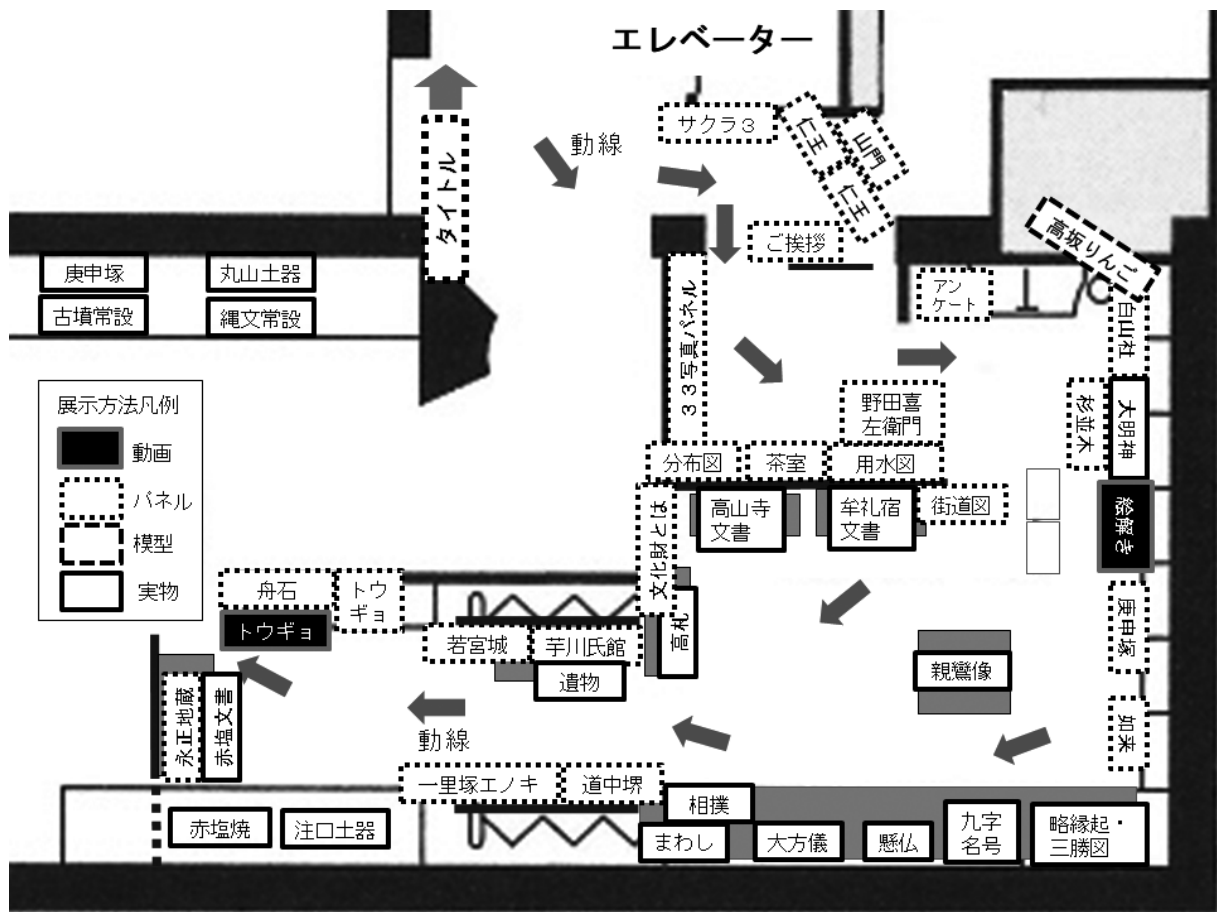 エレベーター
サクラ３
仁王
山門
仁王
動線
タイトル
ご挨拶
高坂りんご
庚申塚
丸山土器
古墳常設
縄文常設
３３写真パネル
アン
ケート
白山社
展示方法凡例
動画
パネル
模型
実物
野田喜
左衛門
杉並木
大明神
分布図
茶室
用水図
文化財とは
高山寺
文書
牟礼宿
文書
街道図
絵解き
舟石
トウ
ギョ
トウギョ
若宮城
芋川氏館
遺物
高札
親鸞像
庚申塚
如来
永正地蔵
赤塩文書
動線
一里塚エノキ
道中堺
相撲
赤塩焼
注口土器
まわし
大方儀
懸仏
九字
名号
略縁起・
三勝図